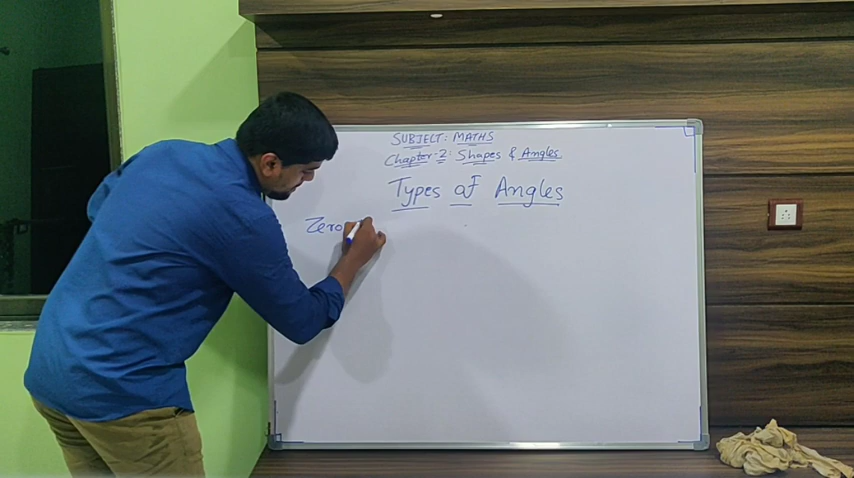 SUBJECT: MATHS
Chapter-2: Shapes & Angles
Types of Angles
Zero